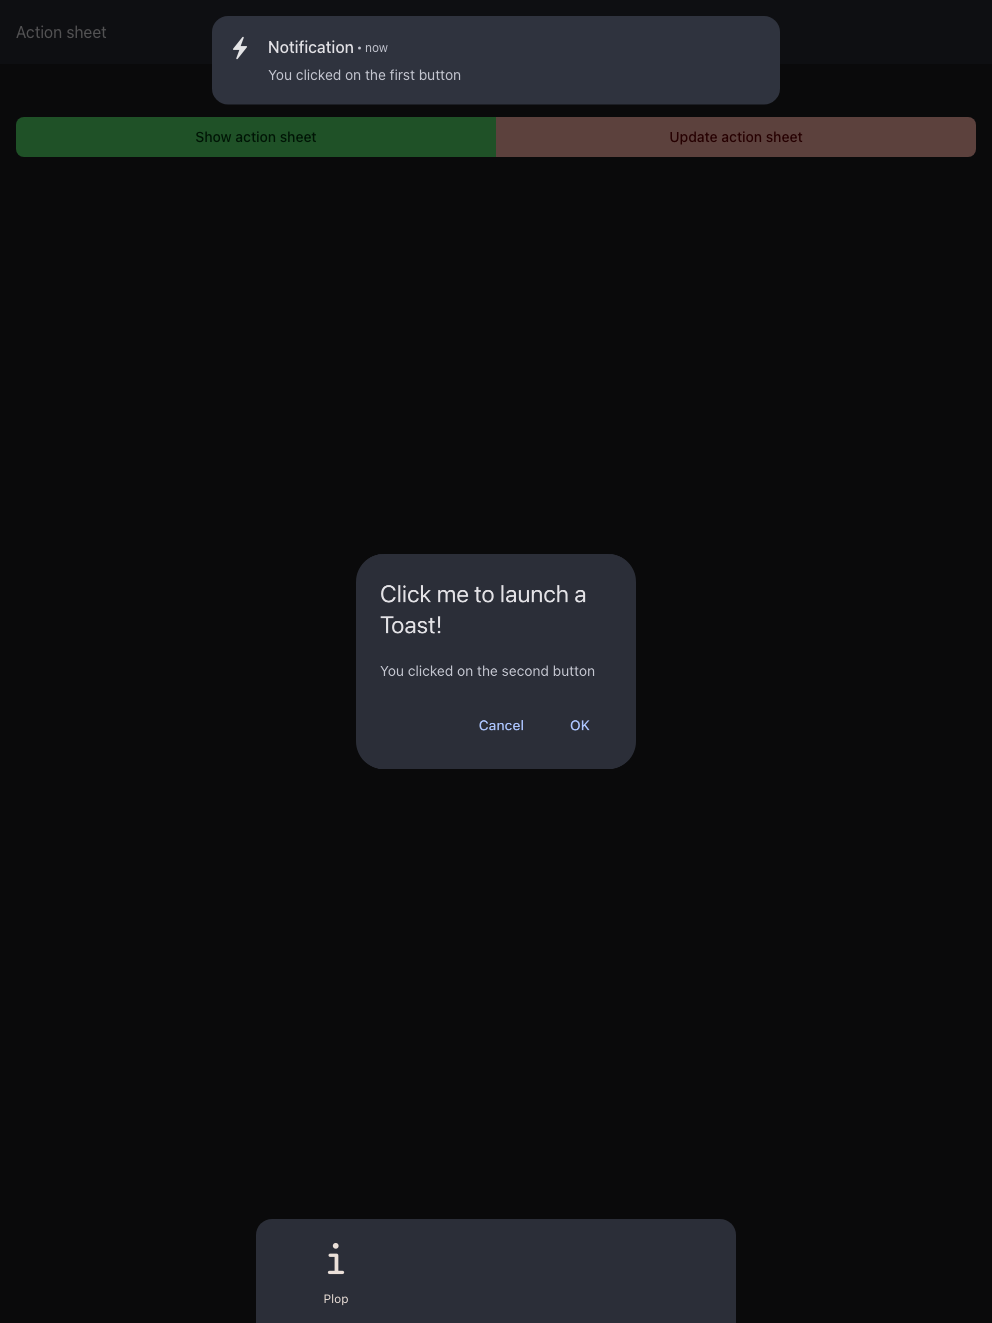 Action sheet
Notification • now
You clicked on the first button
Show action sheet
Update action sheet
Click me to launch a
Toast!
You clicked on the second button
Cancel
OK
Plop